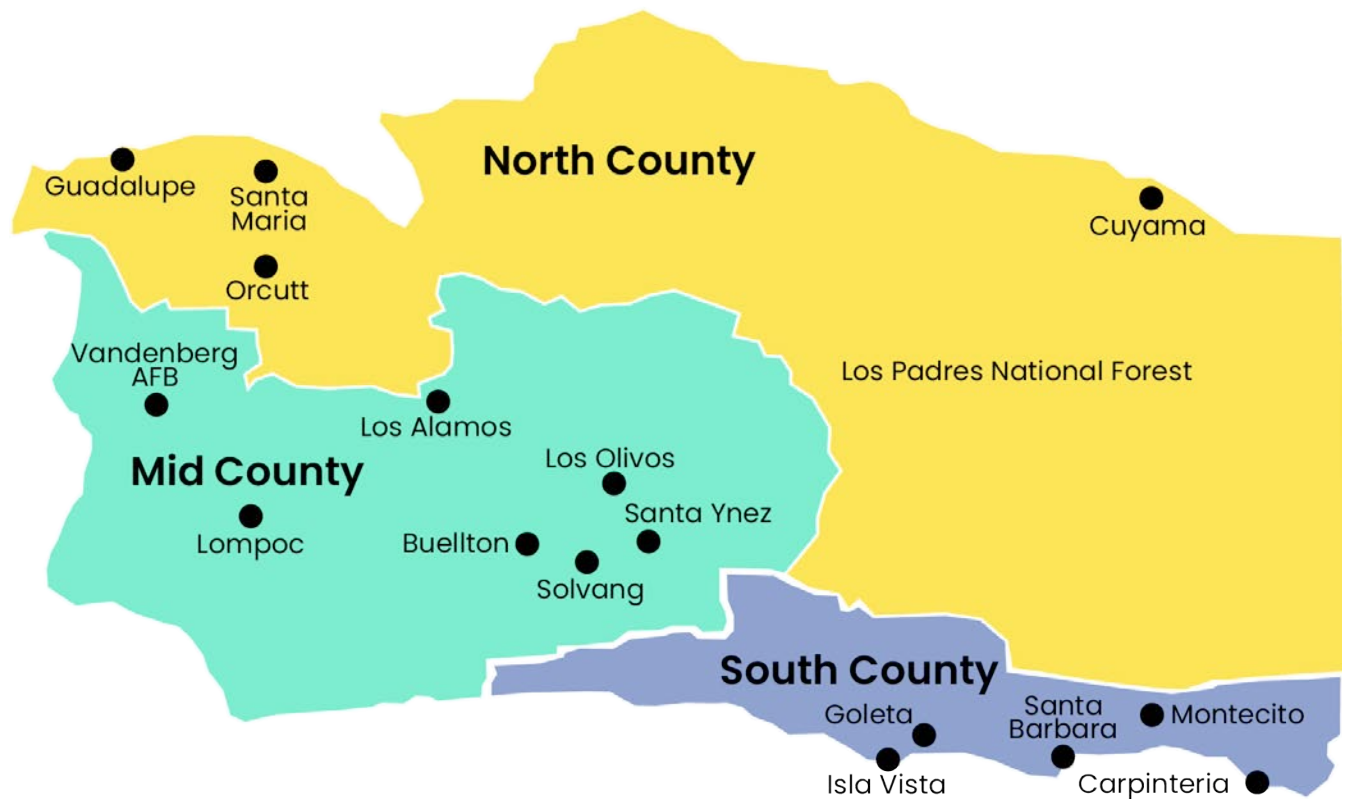 North County
Guadalupe
Santa
Maria
Cuyama
Orcutt
Vandenberg
AFB
Los Padres National Forest
Los Alamos
Mid County
Los Olivos
Santa Ynez
Lompoc
Buellton
Solvang
South County
Goleta
Santa
Barbara
Montecito
Isla Vista
Carpinteria